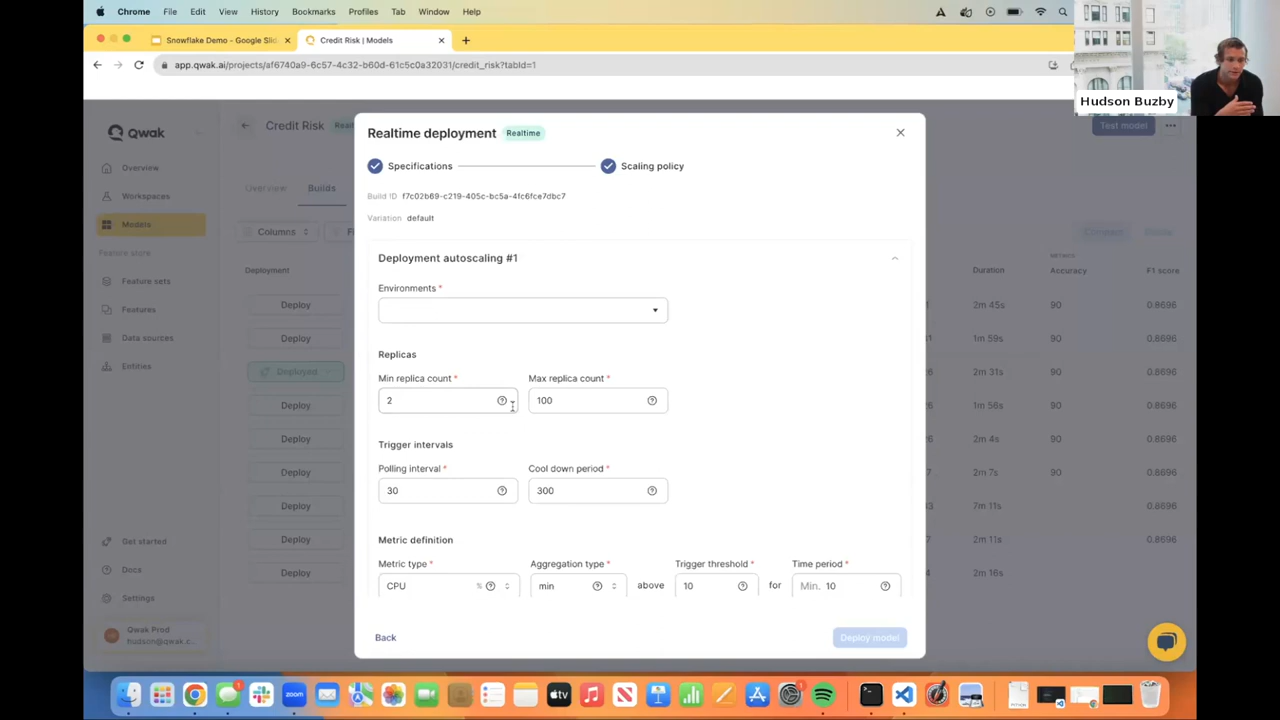 Chrome File Edit View History Bookmarks Profiles Tab Window Help
Snowflake Demo - Google Slid
Credit Risk | Models
app.qwak.ai/projects/af6740a9-6c57-4c32-b60d-61c5c0a32031/credit_risk?tabId=1
Hudson Buzby
Qwak
Credit Risk
Test model
Overview
Workspaces
Models
Feature store
Feature sets
Features
Data sources
Entities
Get started
Docs
Settings
Qwak Prod
hudson@qwak.c...
Overview Builds
Columns
Deployment
Deploy
Deploy
Deployed
Deploy
Deploy
Deploy
Deploy
Deploy
Deploy
Realtime deployment Realtime
Specifications Scaling policy
Build ID f7c02b69-c219-405c-bc5a-4fc6fce7dbc7
Variation default
Deployment autoscaling #1
Environments *
Replicas
Min replica count * Max replica count *
2 100
Trigger intervals
Polling interval * Cool down period *
30 300
Metric definition
Metric type * Aggregation type * Trigger threshold * Time period *
CPU % min above 10 for Min. 10
Back Deploy model
Duration Accuracy F1 score
2m 45s 90 0.8696
1m 59s 90 0.8696
2m 31s 90 0.8696
1m 56s 90 0.8696
2m 4s 90 0.8696
2m 7s 90 0.8696
7m 11s 0.8696
2m 11s 0.8696
2m 16s